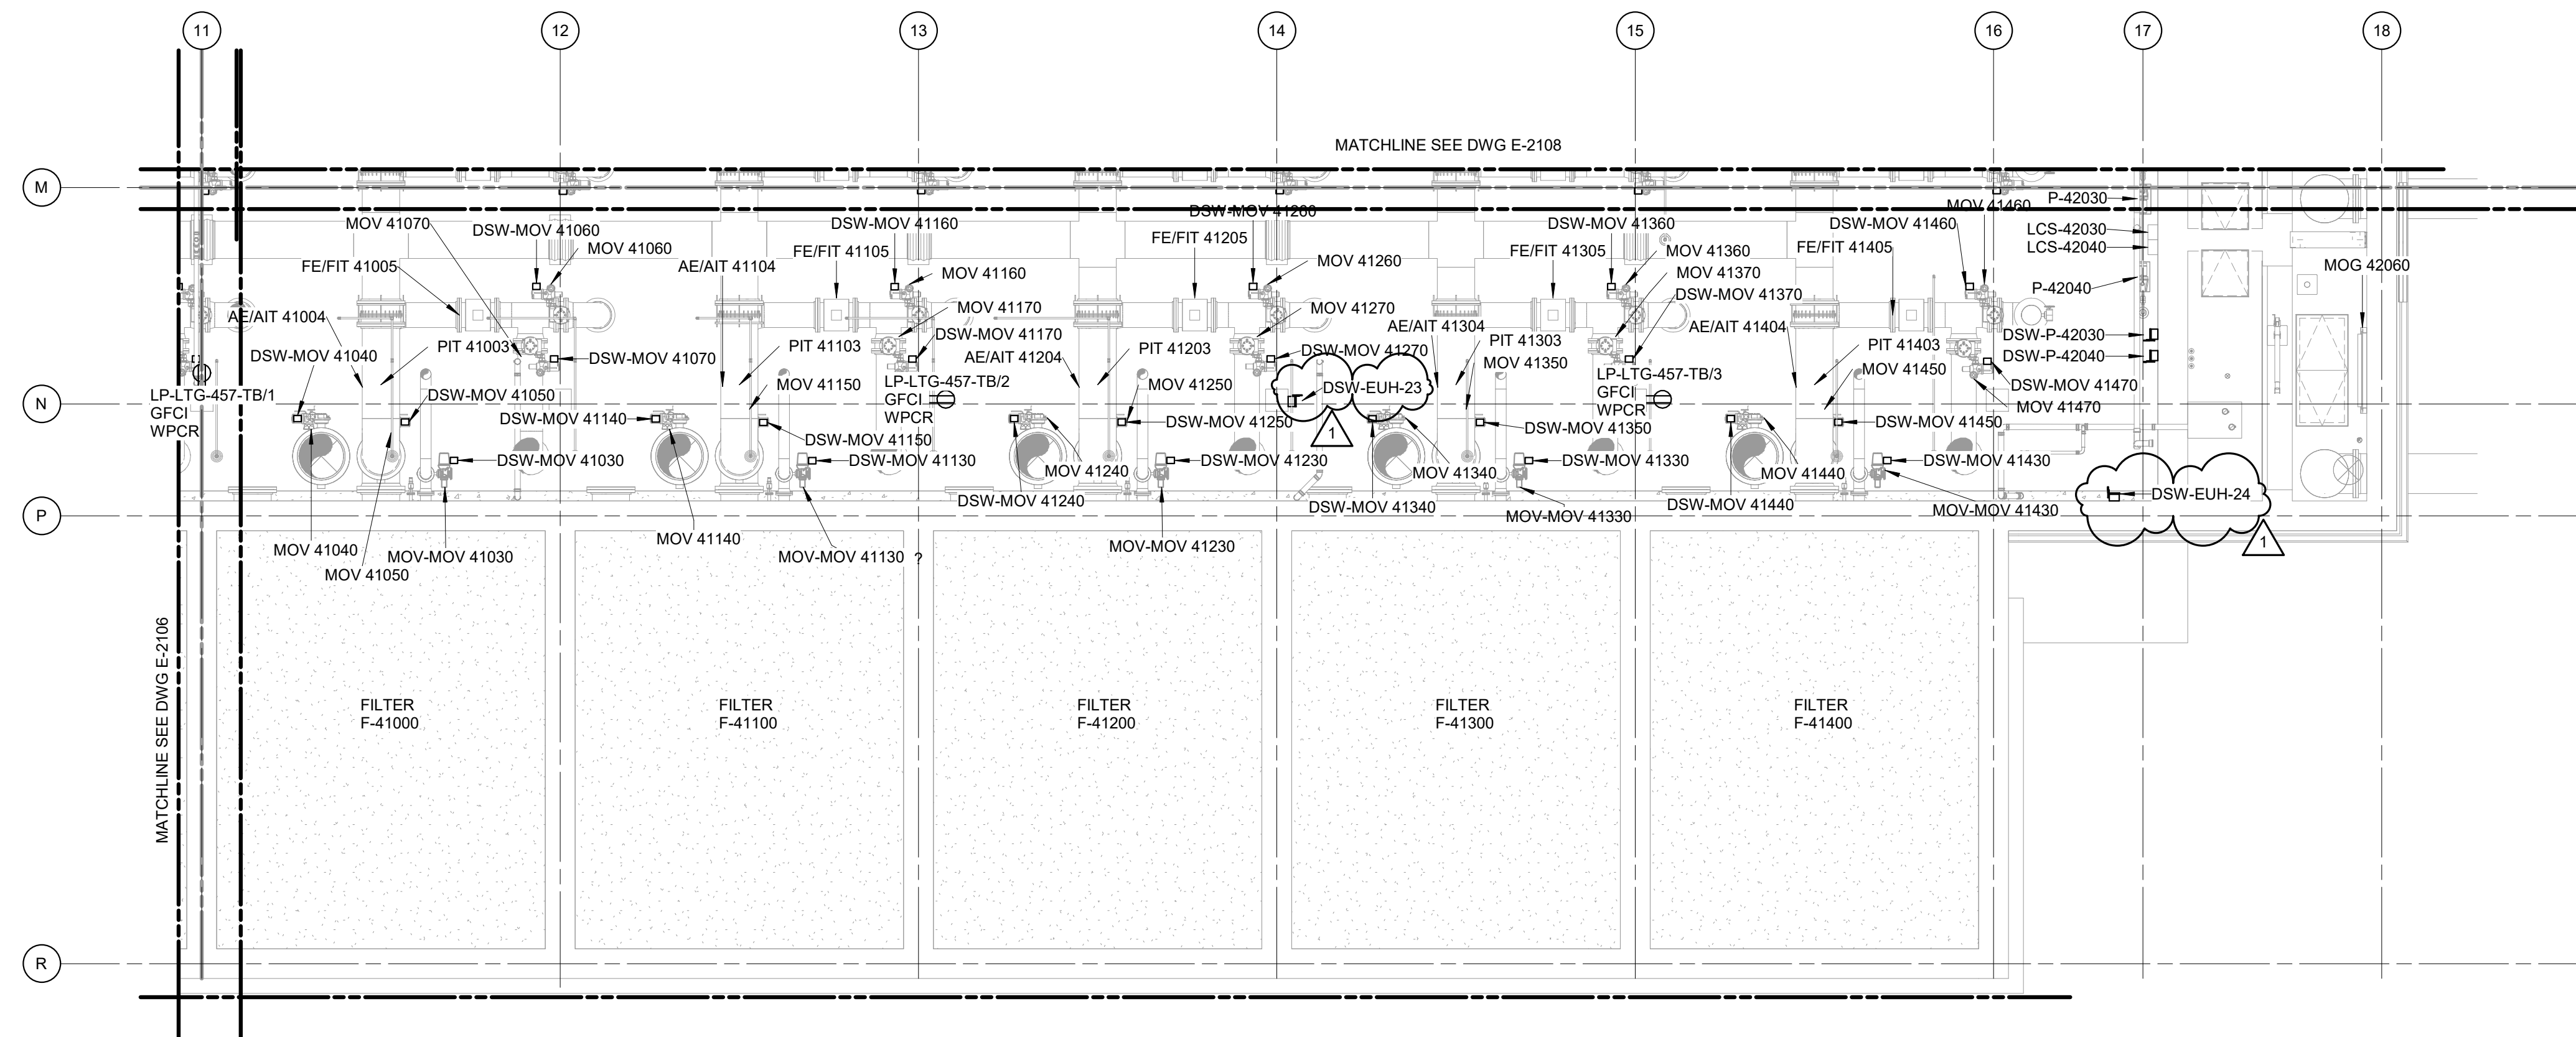 11
12
13
14
15
16
17
18
MATCHLINE SEE DWG E-2108
M
P-42030
MOV 41460
DSW-MOV 41260
MOV 41070
DSW-MOV 41060
DSW-MOV 41160
DSW-MOV 41360
DSW-MOV 41460
LCS-42030
LCS-42040
MOV 41060
FE/FIT 41105
FE/FIT 41205
FE/FIT 41305
MOV 41360
FE/FIT 41405
FE/FIT 41005
AE/AIT 41104
MOV 41160
MOV 41260
MOV 41370
MOG 42060
P-42040
DSW-MOV 41370
AE/AIT 41004
MOV 41170
MOV 41270
AE/AIT 41304
AE/AIT 41404
DSW-MOV 41170
DSW-P-42030
PIT 41003
PIT 41103
PIT 41203
PIT 41303
PIT 41403
DSW-MOV 41040
DSW-MOV 41070
AE/AIT 41204
DSW-MOV 41270
MOV 41350
DSW-P-42040
MOV 41450
LP-LTG-457-TB/1
GFCI
WPCR
DSW-MOV 41050
MOV 41150
LP-LTG-457-TB/2
GFCI
WPCR
MOV 41250
DSW-EUH-23
LP-LTG-457-TB/3
GFCI
WPCR
DSW-MOV 41470
MOV 41470
N
DSW-MOV 41140
DSW-MOV 41150
DSW-MOV 41250
1
DSW-MOV 41350
DSW-MOV 41450
DSW-MOV 41030
DSW-MOV 41130
MOV 41240
DSW-MOV 41230
MOV 41340
DSW-MOV 41330
MOV 41440
DSW-MOV 41430
DSW-MOV 41240
DSW-MOV 41340
DSW-MOV 41440
DSW-EUH-24
P
MOV-MOV 41330
MOV-MOV 41430
1
MOV 41040
MOV-MOV 41030
MOV 41050
MOV 41140
MOV-MOV 41130 ?
MOV-MOV 41230
MATCHLINE SEE DWG E-2106
FILTER
F-41000
FILTER
F-41100
FILTER
F-41200
FILTER
F-41300
FILTER
F-41400
R